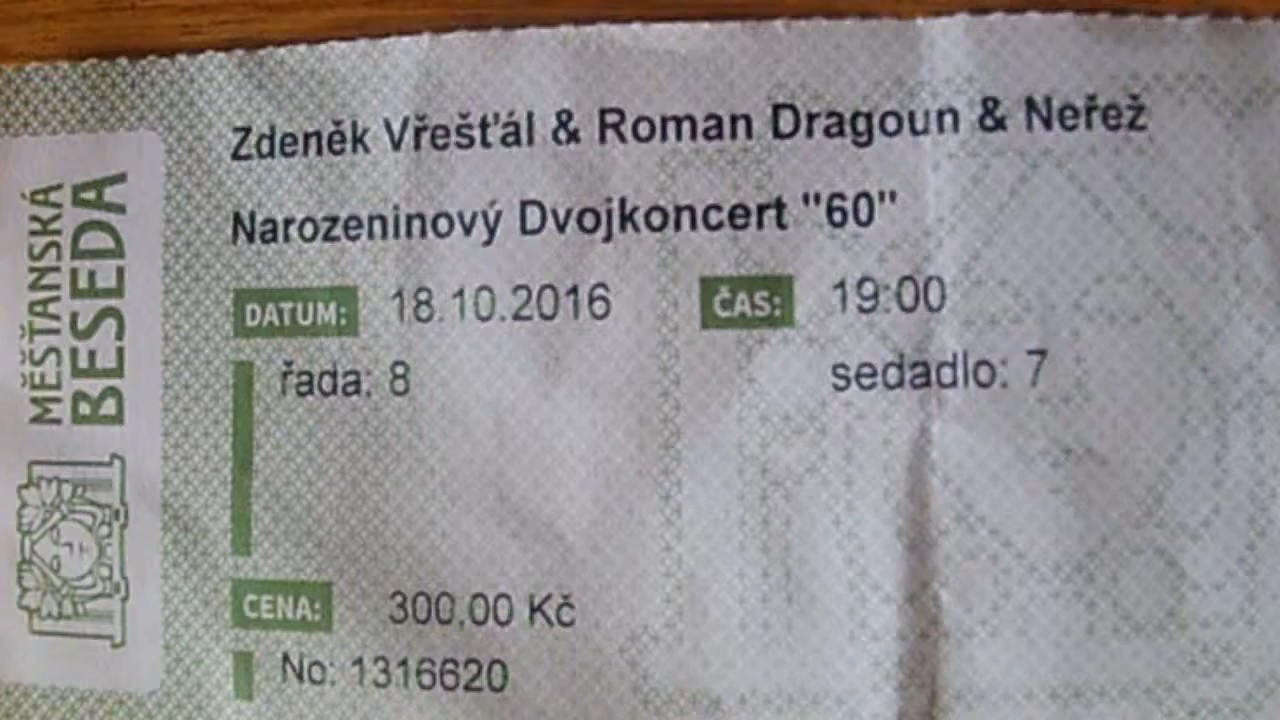 MĚŠŤANSKÁ
BESEDA
Zdeněk Vřešťál & Roman Dragoun & Neřež
Narozeninový Dvojkoncert "60"
DATUM: 18.10.2016 ČAS: 19:00
řada: 8 sedadlo: 7
CENA: 300,00 Kč
No: 1316620